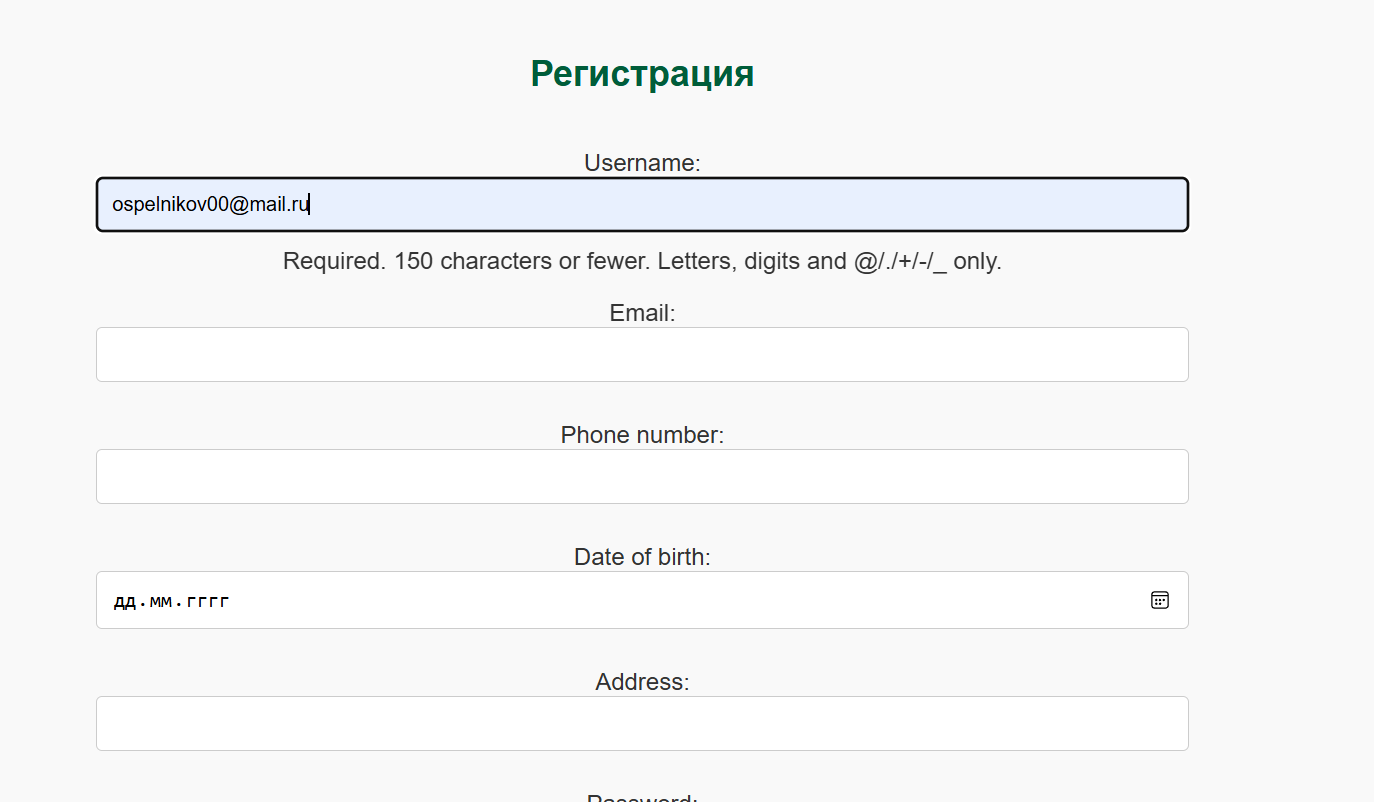 Регистрация
Username:
ospelnikov00@mail.ru
Required. 150 characters or fewer. Letters, digits and @/./+/-/_ only.
Email:
Phone number:
Date of birth:
дд.мм.гггг
Address:
Password: